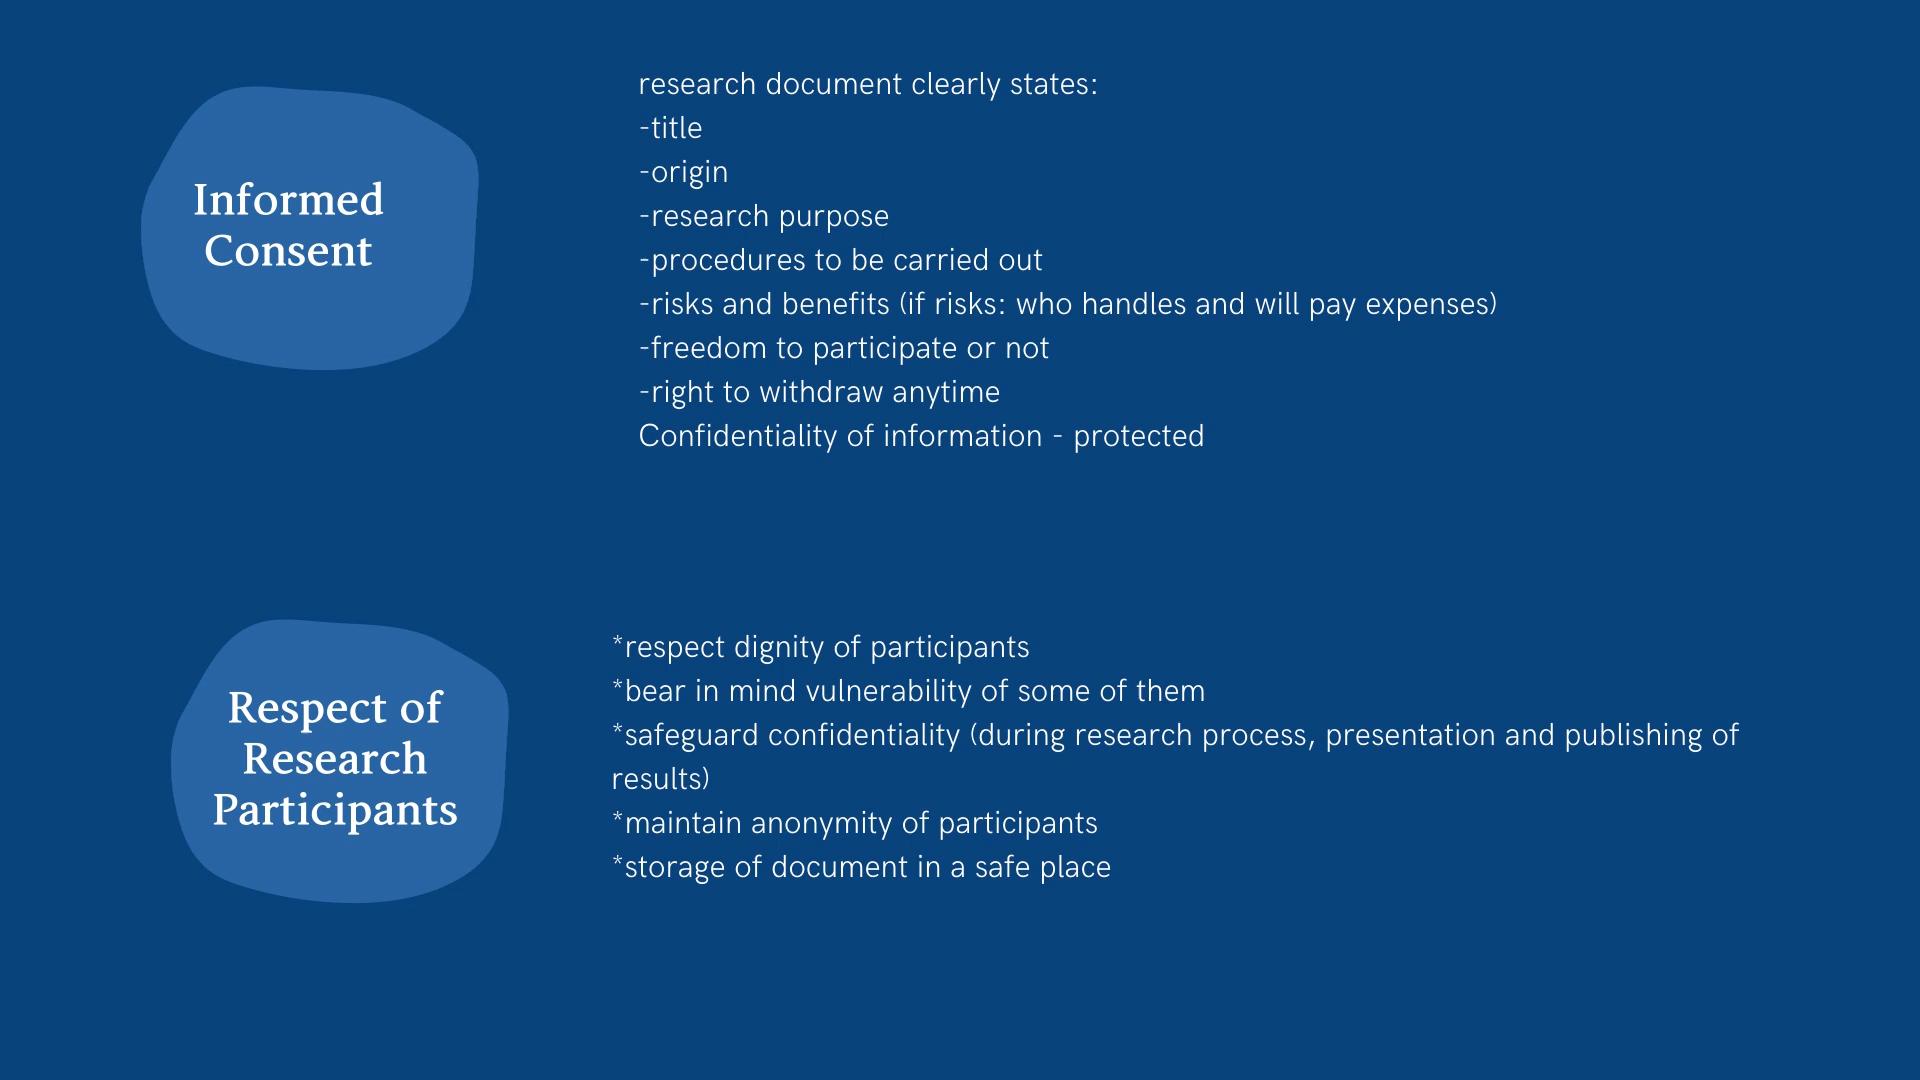 Informed
Consent
research document clearly states:
-title
-origin
-research purpose
-procedures to be carried out
-risks and benefits (if risks: who handles and will pay expenses)
-freedom to participate or not
-right to withdraw anytime
Confidentiality of information - protected
Respect of
Research
Participants
*respect dignity of participants
*bear in mind vulnerability of some of them
*safeguard confidentiality (during research process, presentation and publishing of
results)
*maintain anonymity of participants
*storage of document in a safe place